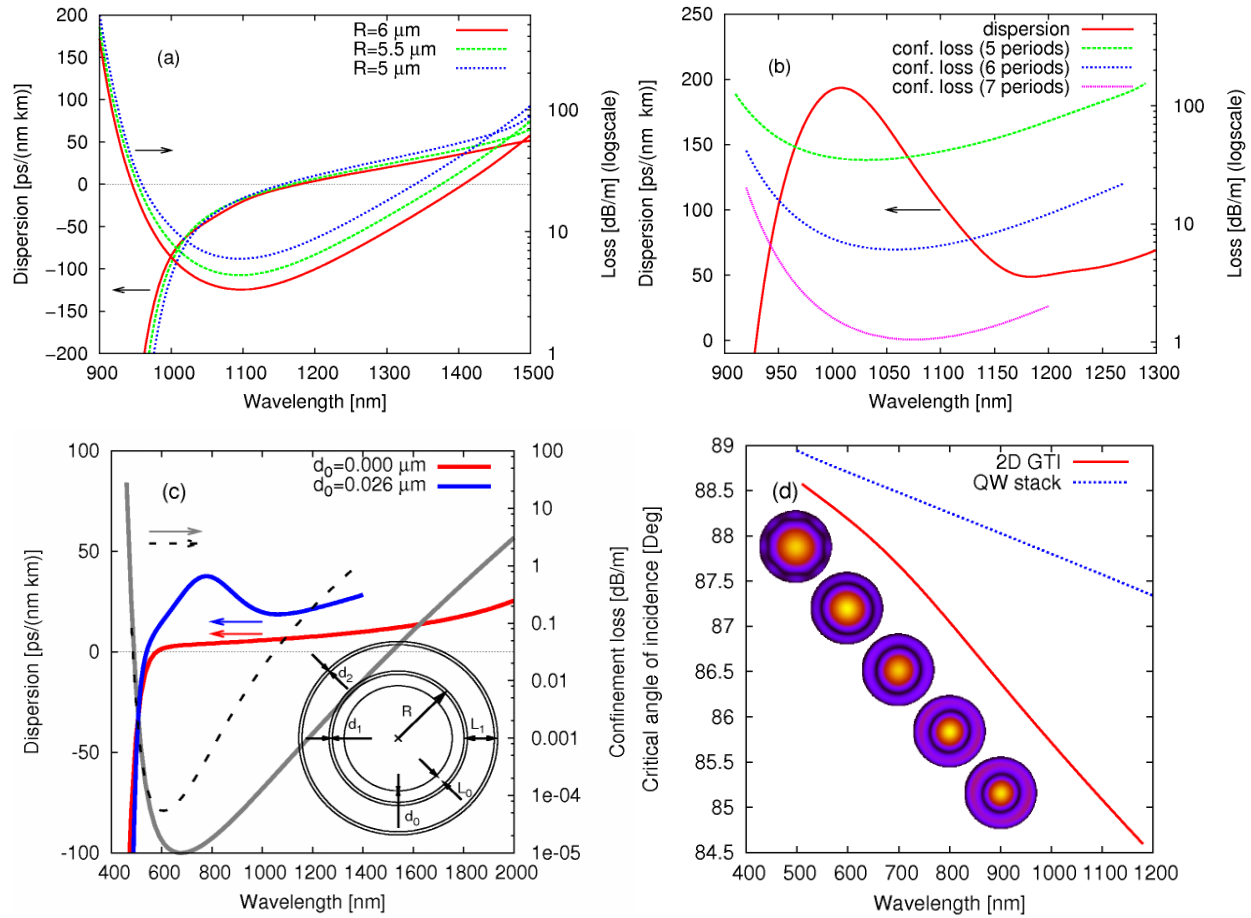 (a)
R=6 μm
R=5.5 μm
R=5 μm
200
150
100
50
0
−50
−100
−150
−200
Dispersion [ps/(nm km)]
100
10
1
Loss [dB/m] (logscale)
900 1000 1100 1200 1300 1400 1500
Wavelength [nm]
(b)
dispersion
conf. loss (5 periods)
conf. loss (6 periods)
conf. loss (7 periods)
250
200
150
100
50
0
Dispersion [ps/(nm km)]
100
10
1
Loss [dB/m] (logscale)
900 950 1000 1050 1100 1150 1200 1250 1300
Wavelength [nm]
(c)
d0=0.000 μm
d0=0.026 μm
100
50
0
-50
-100
Dispersion [ps/(nm km)]
100
10
1
0.1
0.01
0.001
1e-04
1e-05
Confinement loss [dB/m]
d2
d1
R
L1
L0
d0
400 600 800 1000 1200 1400 1600 1800 2000
Wavelength [nm]
(d)
2D GTI
QW stack
89
88.5
88
87.5
87
86.5
86
85.5
85
84.5
Critical angle of incidence [Deg]
400 500 600 700 800 900 1000 1100 1200
Wavelength [nm]